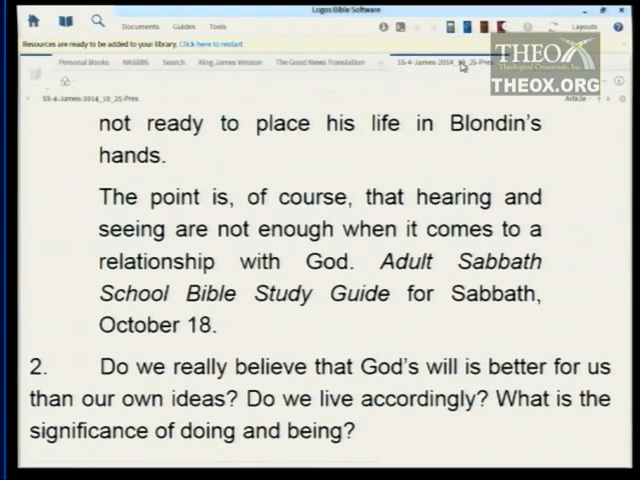 Logos Bible Software
Documents Guides Tools Layouts
Resources are ready to be added to your library. Click here to restart
Personal Books NASB95 Search King James Version The Good News Translation SS-4-James-2014_10_25-Pres
THEOX
Theological Crossroads, Inc.
THEOX.ORG
SS-4-James-2014_10_25-Pres Article
not ready to place his life in Blondin's
hands.
The point is, of course, that hearing and
seeing are not enough when it comes to a
relationship with God. Adult Sabbath
School Bible Study Guide for Sabbath,
October 18.
2. Do we really believe that God's will is better for us
than our own ideas? Do we live accordingly? What is the
significance of doing and being?